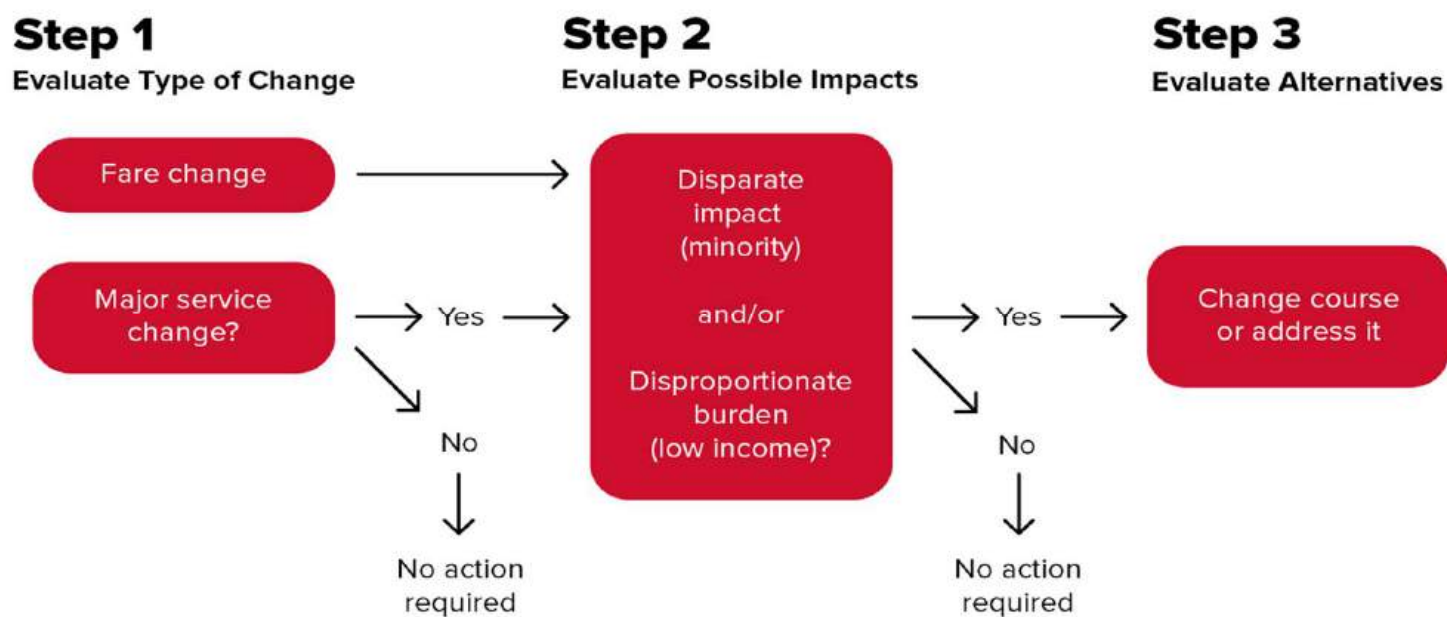 Step 1
Evaluate Type of Change
Fare change
Major service
change?
Yes
No
No action
required
Step 2
Evaluate Possible Impacts
Disparate
impact
(minority)
and/or
Disproportionate
burden
(low income)?
Yes
No
No action
required
Step 3
Evaluate Alternatives
Change course
or address it